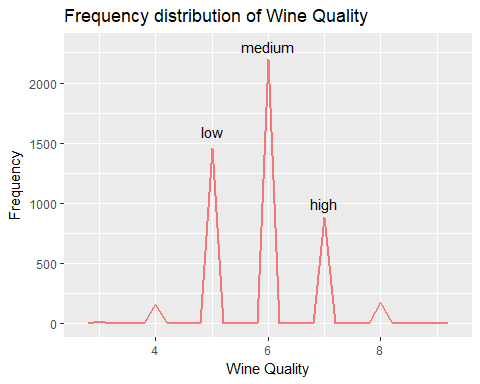 Frequency distribution of Wine Quality
medium
2000
low
1500
Frequency
high
1000
500
0
4 6 8
Wine Quality